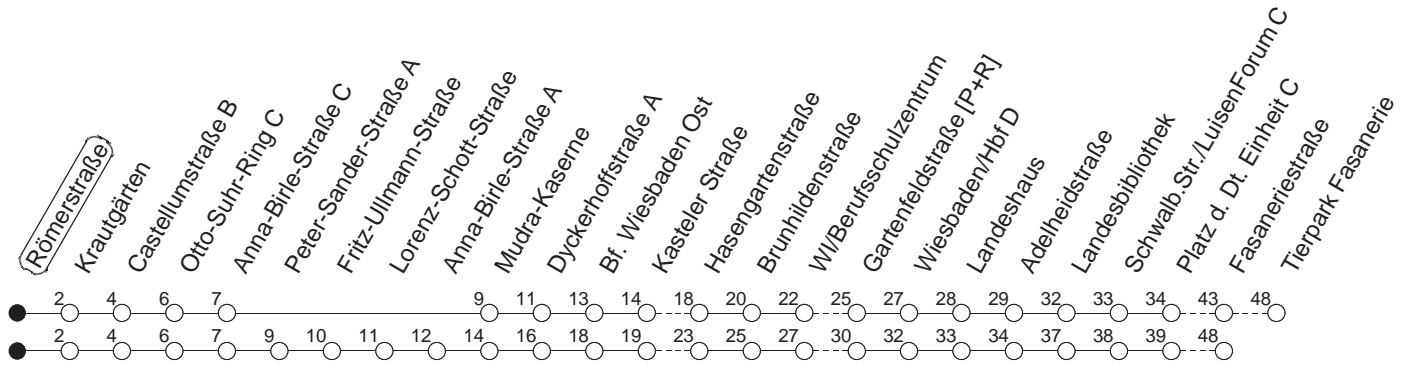 Römerstraße
Krautgärten
Castellumstraße B
Otto-Suhr-Ring C
Anna-Birle-Straße C
Peter-Sander-Straße A
Fritz-Ullmann-Straße
Lorenz-Schott-Straße
Anna-Birle-Straße A
Mudra-Kaserne
Dyckerhoffstraße A
Bf. Wiesbaden Ost
Kasteler Straße
Hasengartenstraße
Brunhildenstraße
WI/Berufsschulzentrum
Gartenfeldstraße [P+R]
Wiesbaden/Hbf D
Landeshaus
Adelheidstraße
Landesbibliothek
Schwalb.Str./LuisenForum C
Platz d. Dt. Einheit C
Fasaneriestraße
Tierpark Fasanerie
2 4 6 7 9 11 13 14 18 20 22 25 27 28 29 32 33 34 43 48
2 4 6 7 9 10 11 12 14 16 18 19 23 25 27 30 32 33 34 37 38 39 48